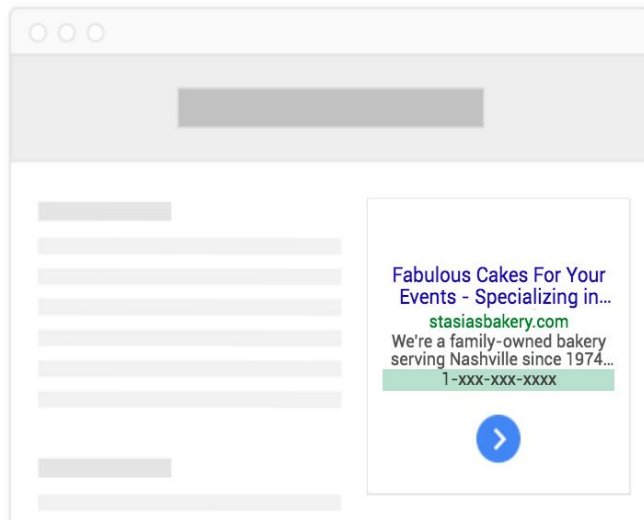 Fabulous Cakes For Your
Events - Specializing in...
stasiasbakery.com
We're a family-owned bakery
serving Nashville since 1974...
1-xxx-xxx-xxxx